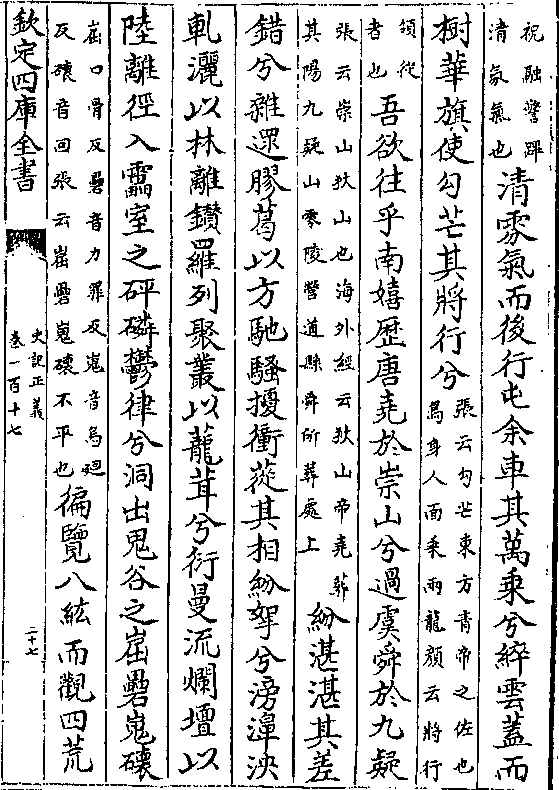 祝融警蹕
清氛氣也
清雰氣而後行屯余車其萬乘兮綷雲蓋而
樹華旗使勾芒其將行兮
張云勾芒東方青帝之佐也
鳥身人面乘兩龍顔云將行
領從
者也
吾欲往乎南嬉歴唐堯於崇山兮過虞舜於九疑
張云崇山狄山也海外經云狄山帝堯葬
其陽九疑山零陵營道縣舜所葬處上
紛湛湛其差
錯兮雜遝膠葛以方馳騷擾衝蓯其相紛挐兮滂濞泱
軋灑以林離鑚羅列聚叢以蘢茸兮衍曼流爛壇以
陸離徑入靁室之砰磷鬱律兮洞出鬼谷之崫礨嵬磈
崫口骨反礨音力罪反嵬音烏廻
反磈音回張云崫礨嵬磈不平也
徧覽八紘而觀四荒
欽定四庫全書
史記正義
卷一百十七
二十七